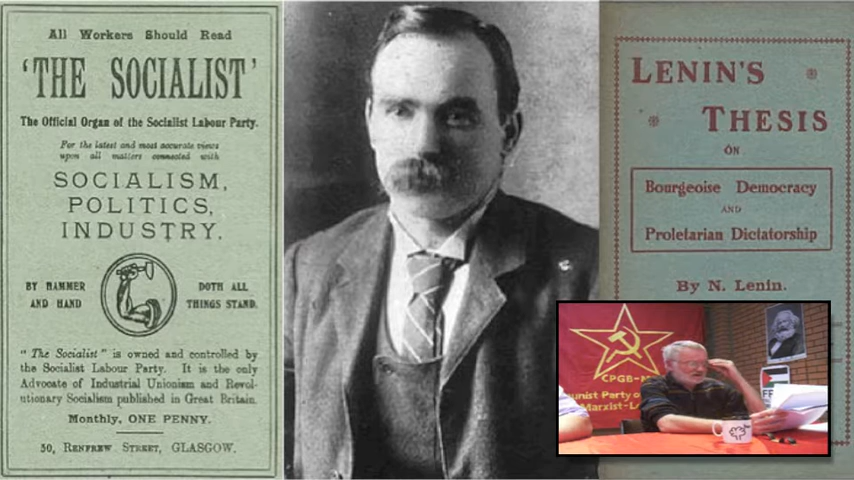 All Workers Should Read
'THE SOCIALIST'
The Official Organ of the Socialist Labour Party.
For the latest and most accurate views
upon all matters connected with
SOCIALISM,
POLITICS,
INDUSTRY.
BY HAMMER
AND HAND
DOTH ALL
THINGS STAND.
"The Socialist" is owned and controlled by
the Socialist Labour Party. It is the only
Advocate of Industrial Unionism and Revol-
utionary Socialism published in Great Britain.
Monthly, ONE PENNY.
50, RENFREW STREET, GLASGOW.
LENIN'S
THESIS
ON
Bourgeoise Democracy
AND
Proletarian Dictatorship
By N. Lenin.
CPGB-M
unist Party o
Marxist-L